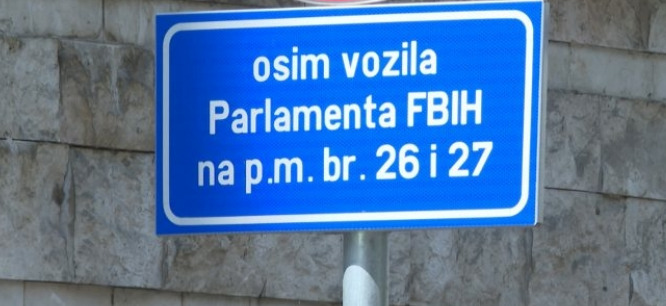 osim vozila
Parlamenta FBIH
na p.m. br. 26 i 27